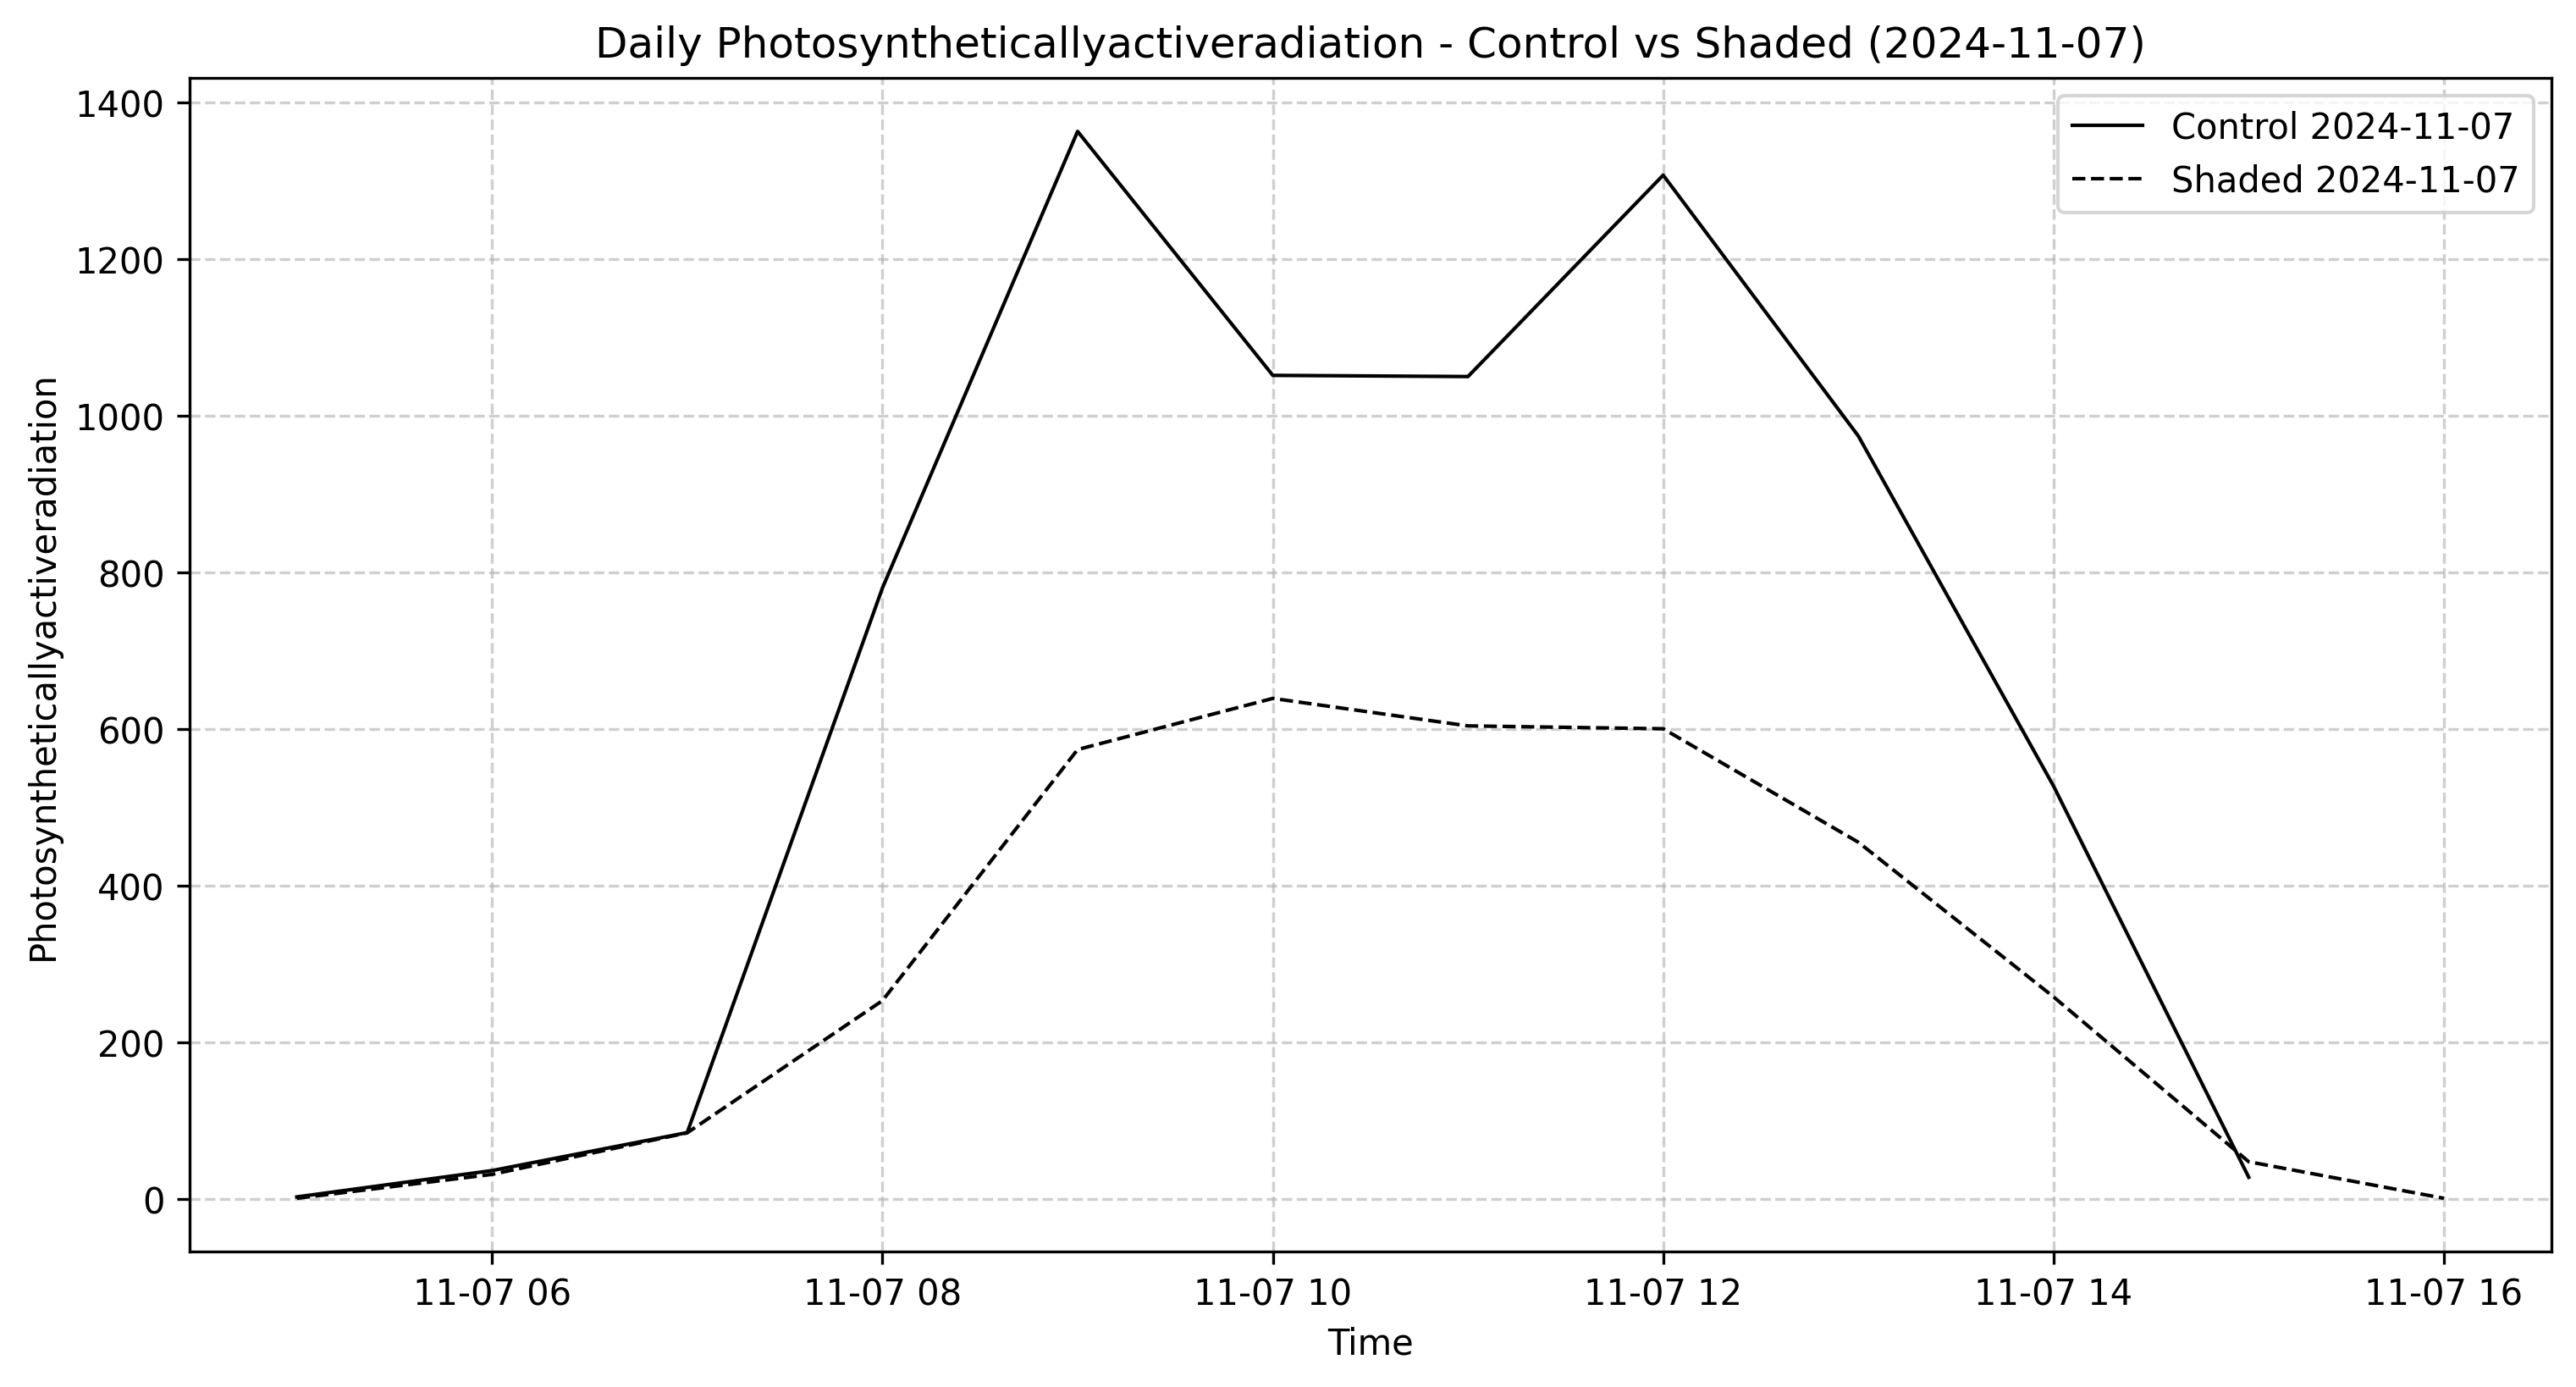 Daily Photosyntheticallyactiveradiation - Control vs Shaded (2024-11-07)
Control 2024-11-07
Shaded 2024-11-07
Photosyntheticallyactiveradiation
1400
1200
1000
800
600
400
200
0
11-07 06
11-07 08
11-07 10
11-07 12
11-07 14
11-07 16
Time